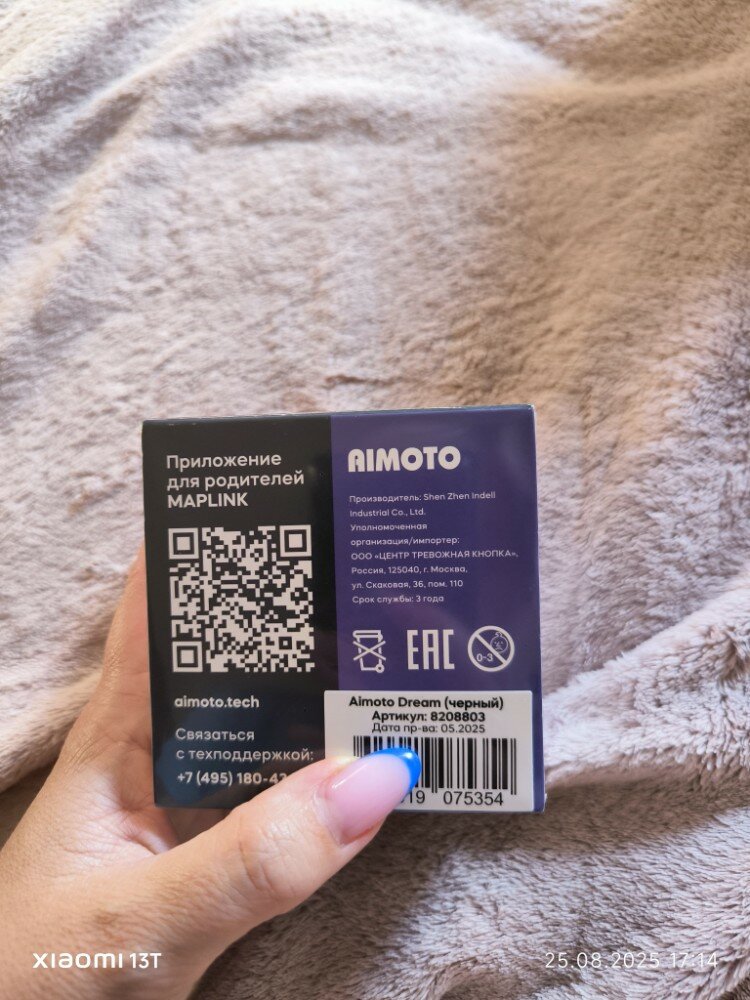 Приложение
для родителей
MAPLINK
aimoto.tech
Связаться
с техподдержкой:
+7 (495) 180-42
AIMOTO
Производитель: Shen Zhen Indell
Industrial Co., Ltd.
Уполномоченная
организация/импортер:
ООО «ЦЕНТР ТРЕВОЖНАЯ КНОПКА»,
Россия, 125040, г. Москва,
ул. Скаковая, 36, пом. 110
Срок службы: 3 года
EAC
0-3
Aimoto Dream (черный)
Артикул: 8208803
Дата пр-ва: 05.2025
19 075354
XIAOMI 13T
25.08.2025 17:14